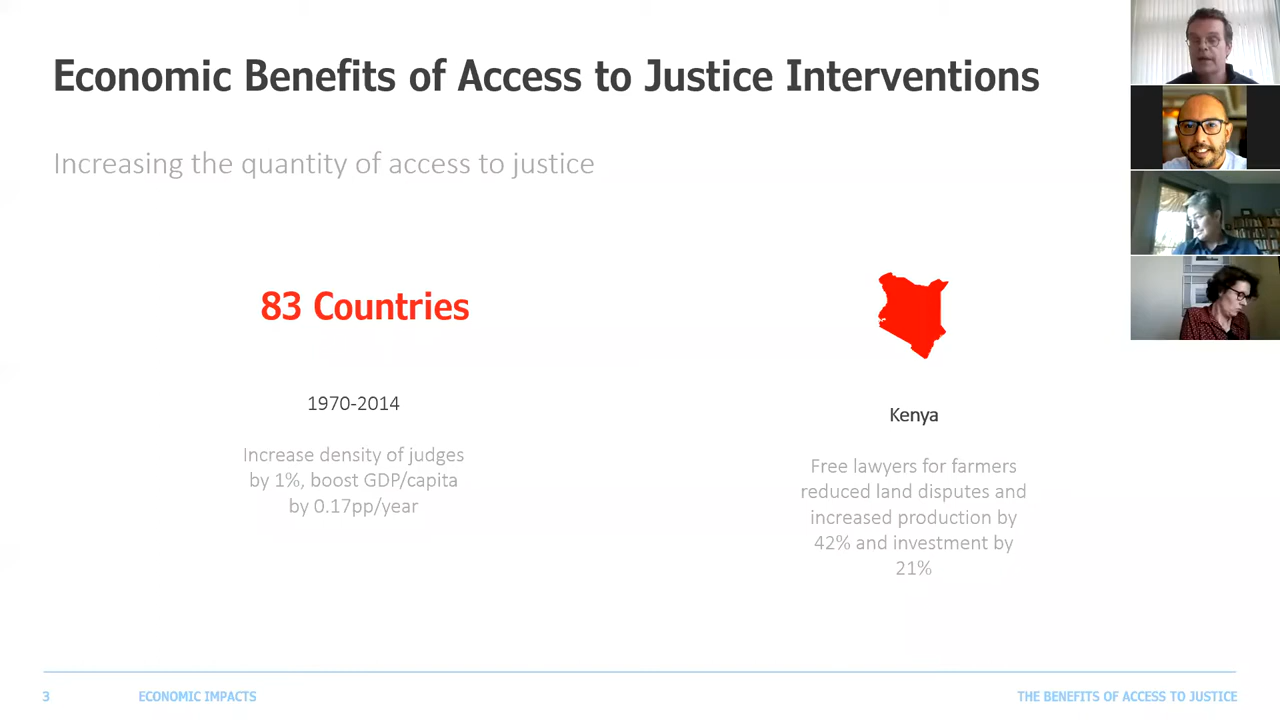 Economic Benefits of Access to Justice Interventions
Increasing the quantity of access to justice
83 Countries
1970-2014
Increase density of judges
by 1%, boost GDP/capita
by 0.17pp/year
Kenya
Free lawyers for farmers
reduced land disputes and
increased production by
42% and investment by
21%
3
ECONOMIC IMPACTS
THE BENEFITS OF ACCESS TO JUSTICE